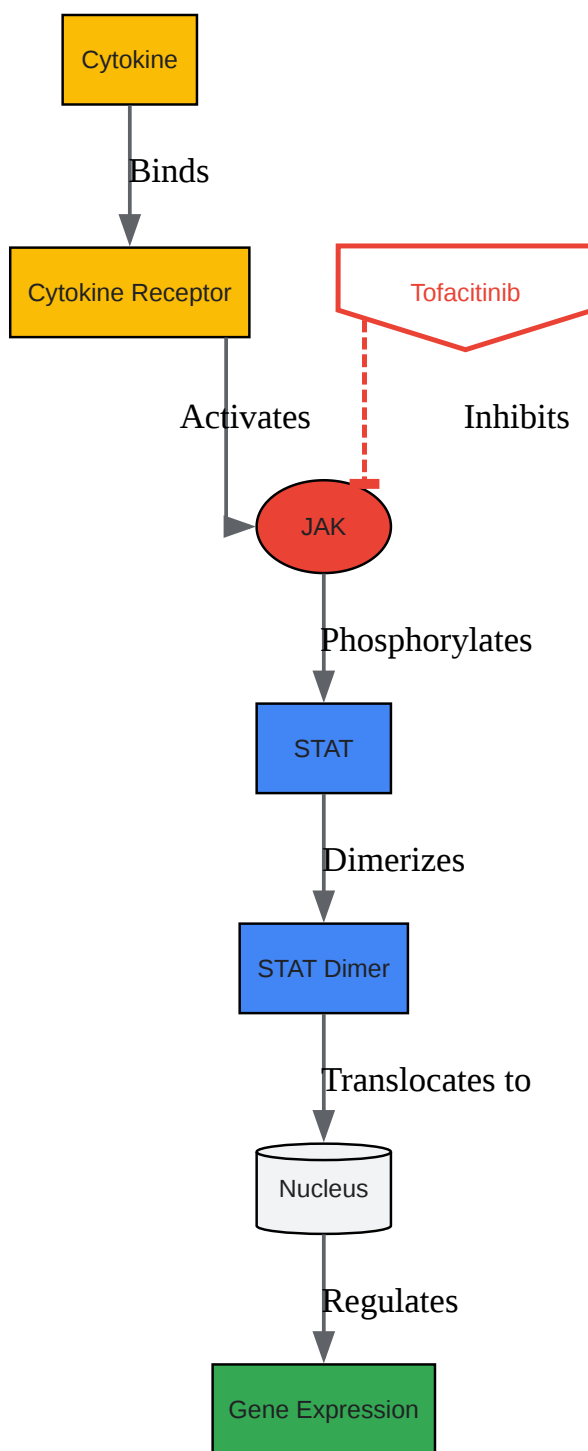 Cytokine
Binds
Cytokine Receptor
Tofacitinib
Activates
Inhibits
JAK
Phosphorylates
STAT
Dimerizes
STAT Dimer
Translocates to
Nucleus
Regulates
Gene Expression